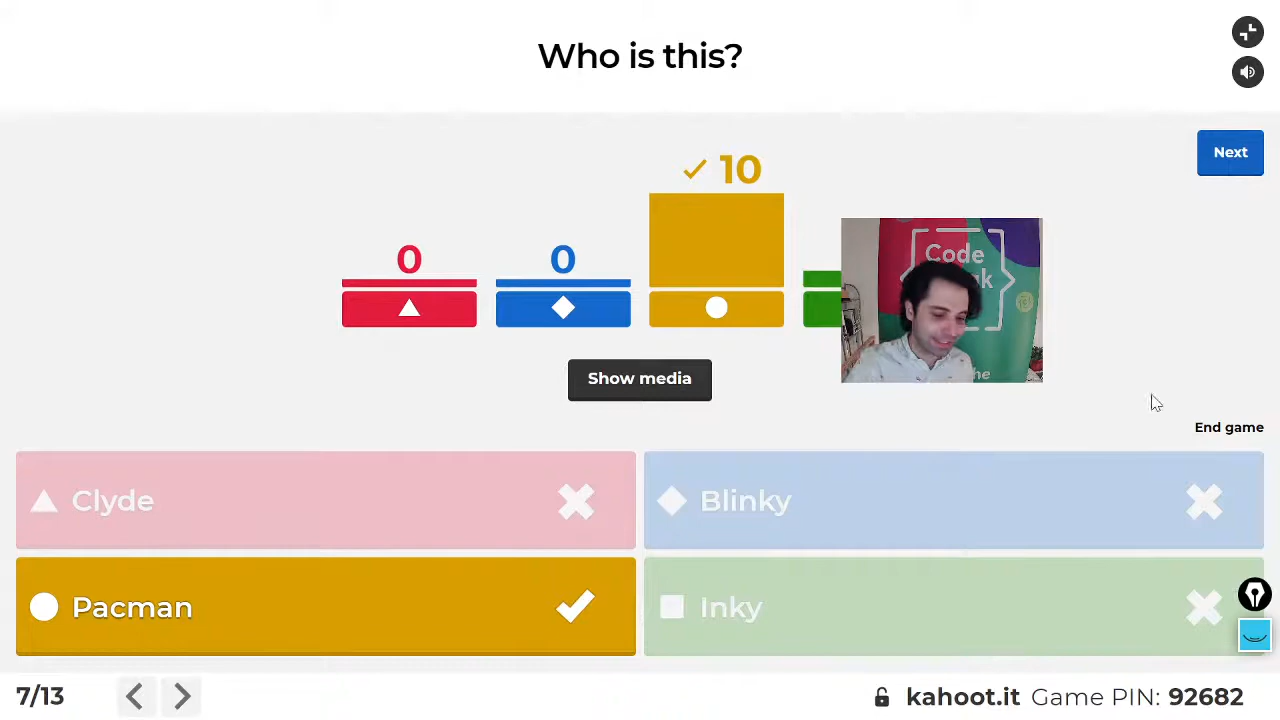 Who is this?
Next
10
0
0
Code
Show media
End game
Clyde
Blinky
Pacman
Inky
7/13
kahoot.it Game PIN: 92682